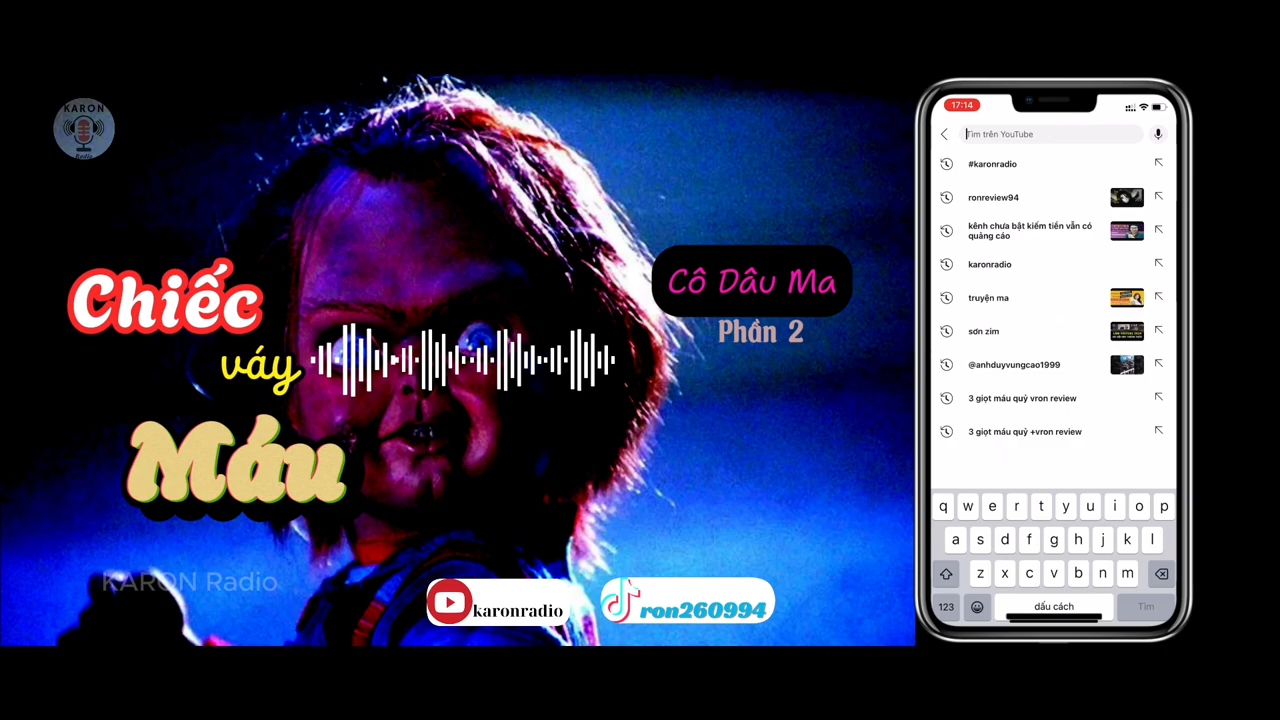 KARON
Radio
Chiếc
váy
Máu
Cô Dâu Ma
Phần 2
KARON Radio
karonradio
ron260994
17:14
Tìm trên YouTube
#karonradio
ronreview94
kênh chưa bật kiếm tiền vẫn có
quảng cáo
karonradio
truyện ma
sơn zim
@anhduyvungcao1999
3 giọt máu quỷ vron review
3 giọt máu quỷ +vron review
q w e r t y u i o p
a s d f g h j k l
z x c v b n m
123 dấu cách Tìm